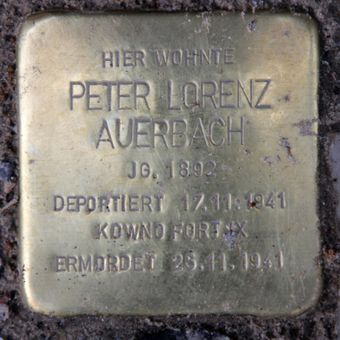 HIER WOHNTE
PETER LORENZ
AUERBACH
JG. 1892
DEPORTIERT 17.11.1941
KOWNO FORT IX
ERMORDET 25.11.1941